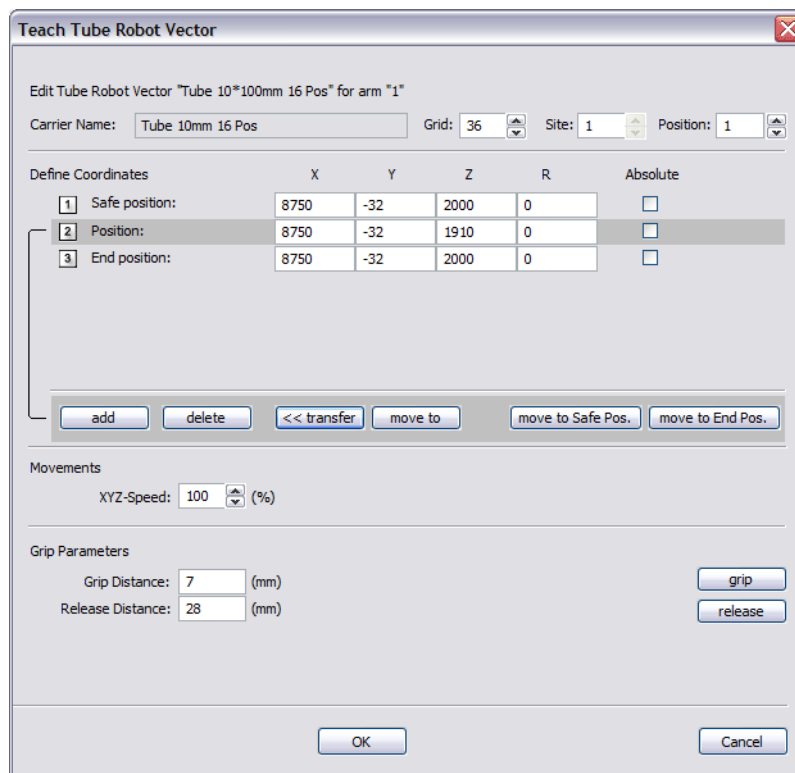 Teach Tube Robot Vector
Edit Tube Robot Vector "Tube 10*100mm 16 Pos" for arm "1"
Carrier Name: Tube 10mm 16 Pos Grid: 36 Site: 1 Position: 1
Define Coordinates X Y Z R Absolute
1 Safe position: 8750 -32 2000 0
2 Position: 8750 -32 1910 0
3 End position: 8750 -32 2000 0
add delete << transfer move to move to Safe Pos. move to End Pos.
Movements
XYZ-Speed: 100 (%)
Grip Parameters
Grip Distance: 7 (mm) grip
Release Distance: 28 (mm) release
OK Cancel